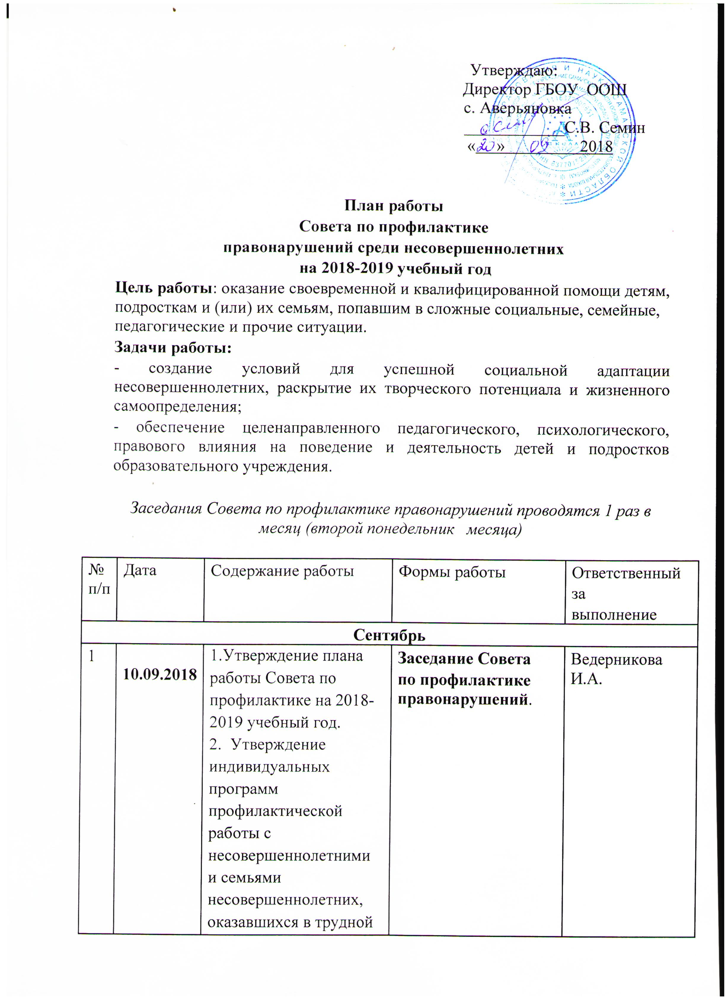 Утверждаю:
Директор ГБОУ ООШ
с. Аверьяновка
С.В. Семин
«20» 09 2018
План работы
Совета по профилактике
правонарушений среди несовершеннолетних
на 2018-2019 учебный год
Цель работы: оказание своевременной и квалифицированной помощи детям,
подросткам и (или) их семьям, попавшим в сложные социальные, семейные,
педагогические и прочие ситуации.
Задачи работы:
- создание условий для успешной социальной адаптации
несовершеннолетних, раскрытие их творческого потенциала и жизненного
самоопределения;
- обеспечение целенаправленного педагогического, психологического,
правового влияния на поведение и деятельность детей и подростков
образовательного учреждения.
Заседания Совета по профилактике правонарушений проводятся 1 раз в
месяц (второй понедельник месяца)
№
п/п
Дата
Содержание работы
Формы работы
Ответственный
за
выполнение
Сентябрь
1
10.09.2018
1.Утверждение плана
работы Совета по
профилактике на 2018-
2019 учебный год.
2. Утверждение
индивидуальных
программ
профилактической
работы с
несовершеннолетними
и семьями
несовершеннолетних,
оказавшихся в трудной
Заседание Совета
по профилактике
правонарушений.
Ведерникова
И.А.